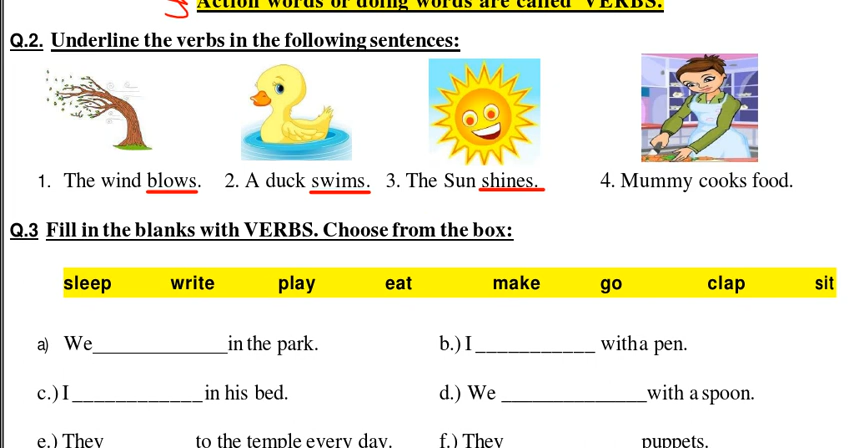 Action words or doing words are called "VERBS.
Q.2. Underline the verbs in the following sentences:
1. The wind blows. 2. A duck swims. 3. The Sun shines. 4. Mummy cooks food.
Q.3 Fill in the blanks with VERBS. Choose from the box:
sleep write play eat make go clap sit
a) We_____________in the park. b.) I___________ witha pen.
c.) I____________in his bed. d.) We _____________with a spoon.
e.) They to the temple every day. f.) They puppets.